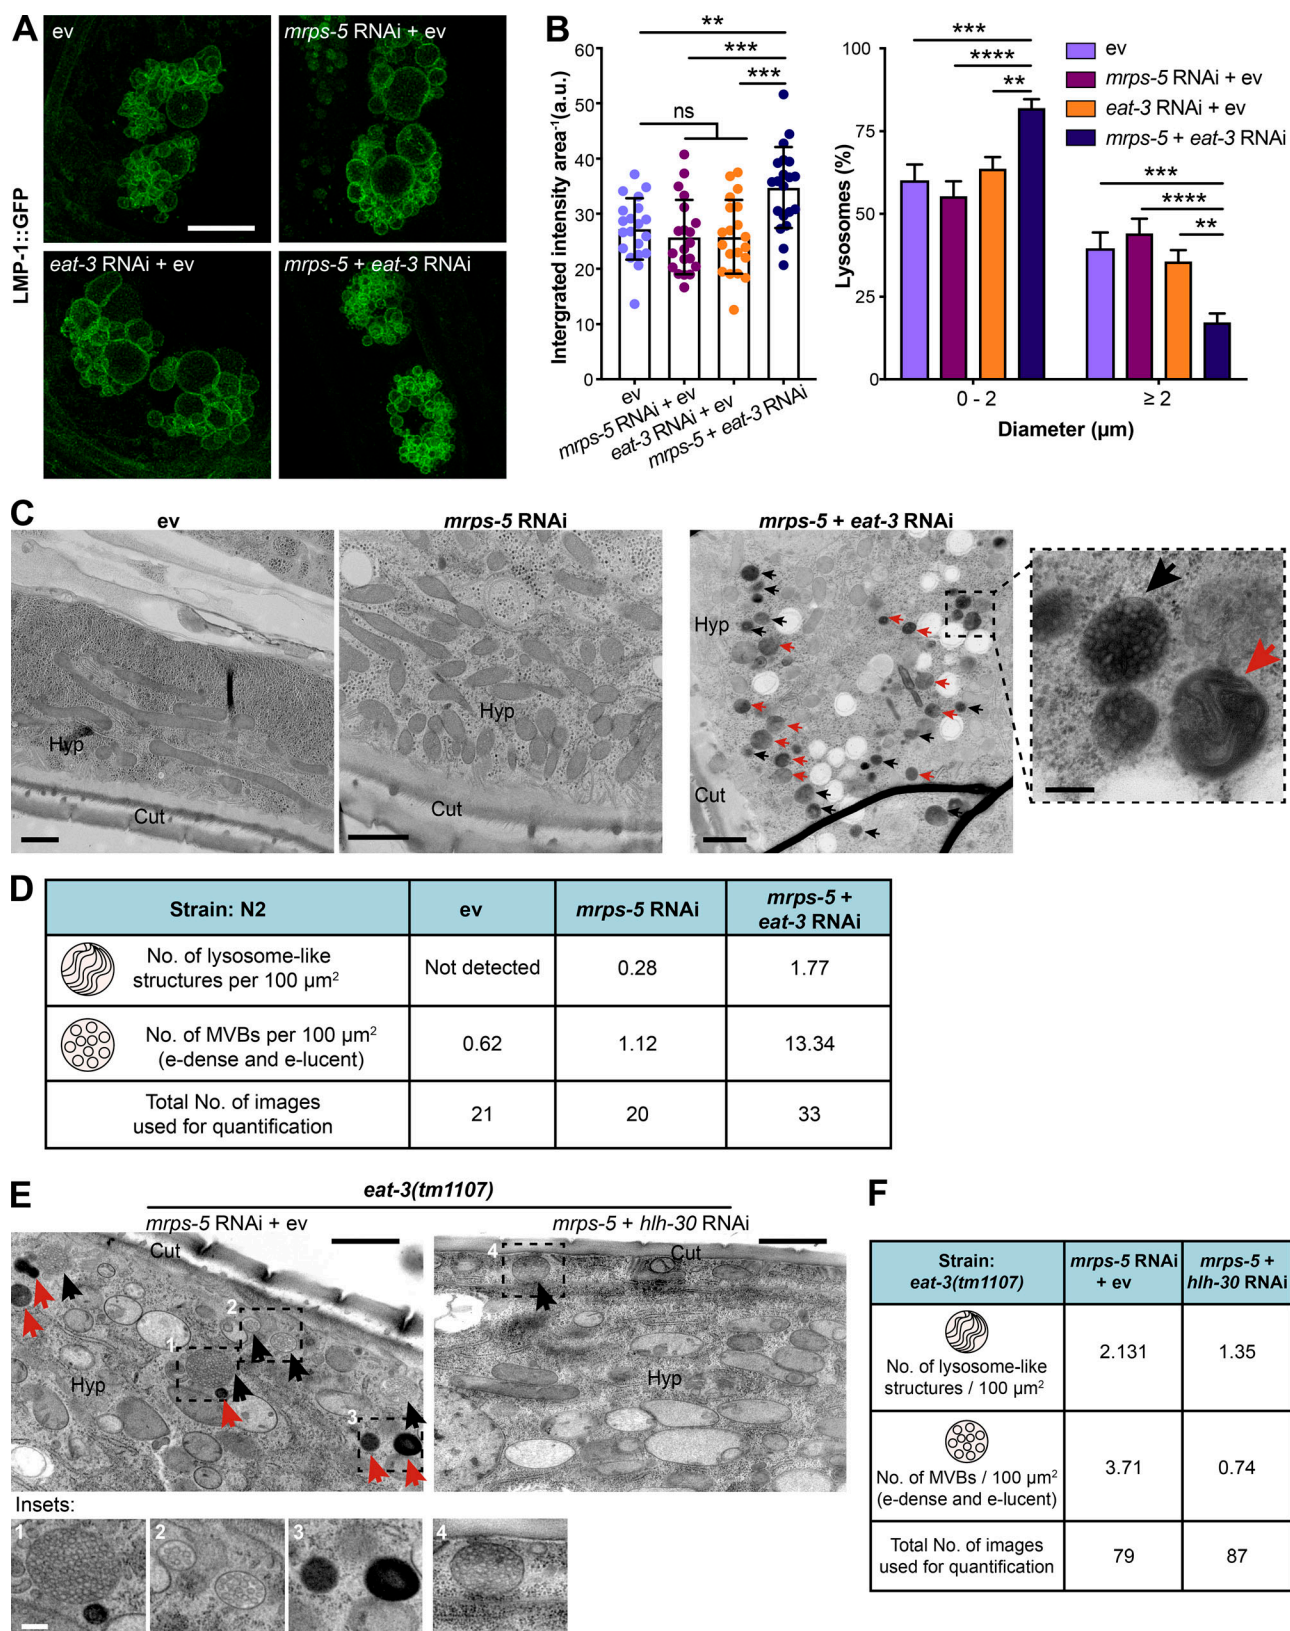 A
LMP-1::GFP
ev
mrps-5 RNAi + ev
eat-3 RNAi + ev
mrps-5 + eat-3 RNAi
B
Intergrated intensity area⁻¹(a.u.)
60
50
40
30
20
10
0
**
***
***
ns
ev
mrps-5 RNAi + ev
eat-3 RNAi + ev
mrps-5 + eat-3 RNAi
Lysosomes (%)
100
75
50
25
0
***
****
**
***
****
**
0 - 2
≥ 2
Diameter (µm)
ev
mrps-5 RNAi + ev
eat-3 RNAi + ev
mrps-5 + eat-3 RNAi
C
ev
mrps-5 RNAi
mrps-5 + eat-3 RNAi
Hyp
Cut
Hyp
Cut
Hyp
Cut
D
Strain: N2
ev
mrps-5 RNAi
mrps-5 +
eat-3 RNAi
No. of lysosome-like
structures per 100 µm²
Not detected
0.28
1.77
No. of MVBs per 100 µm²
(e-dense and e-lucent)
0.62
1.12
13.34
Total No. of images
used for quantification
21
20
33
E
eat-3(tm1107)
mrps-5 RNAi + ev
mrps-5 + hlh-30 RNAi
Cut
2
1
Hyp
3
4
Cut
Hyp
Insets:
1
2
3
4
F
Strain:
eat-3(tm1107)
mrps-5 RNAi
+ ev
mrps-5 +
hlh-30 RNAi
No. of lysosome-like
structures / 100 µm²
2.131
1.35
No. of MVBs / 100 µm²
(e-dense and e-lucent)
3.71
0.74
Total No. of images
used for quantification
79
87